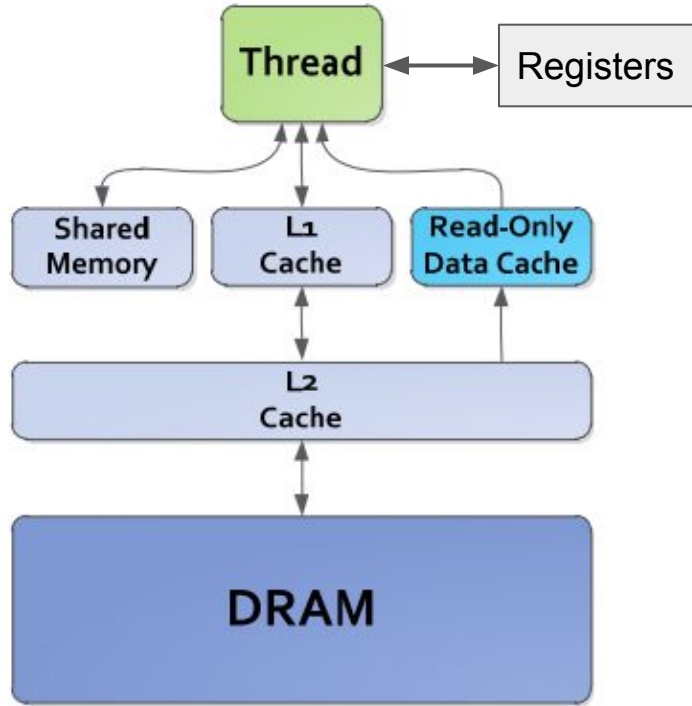 Thread
Registers
Shared
Memory
L1
Cache
Read-Only
Data Cache
L2
Cache
DRAM